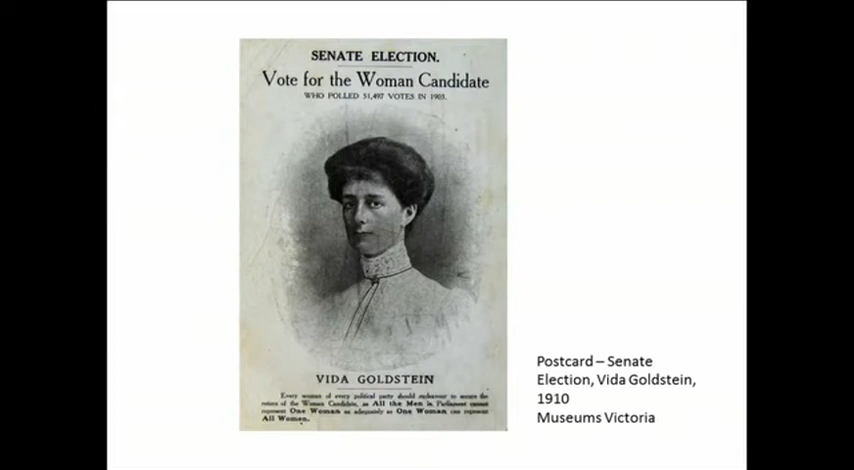 SENATE ELECTION.
Vote for the Woman Candidate
WHO POLLED 51,497 VOTES IN 1903.
VIDA GOLDSTEIN
Every woman of every political party should endeavour to secure the
return of the Woman Candidate, as All the Men in Parliament cannot
represent One Woman as adequately as One Woman can represent
All Women.
Postcard – Senate
Election, Vida Goldstein,
1910
Museums Victoria